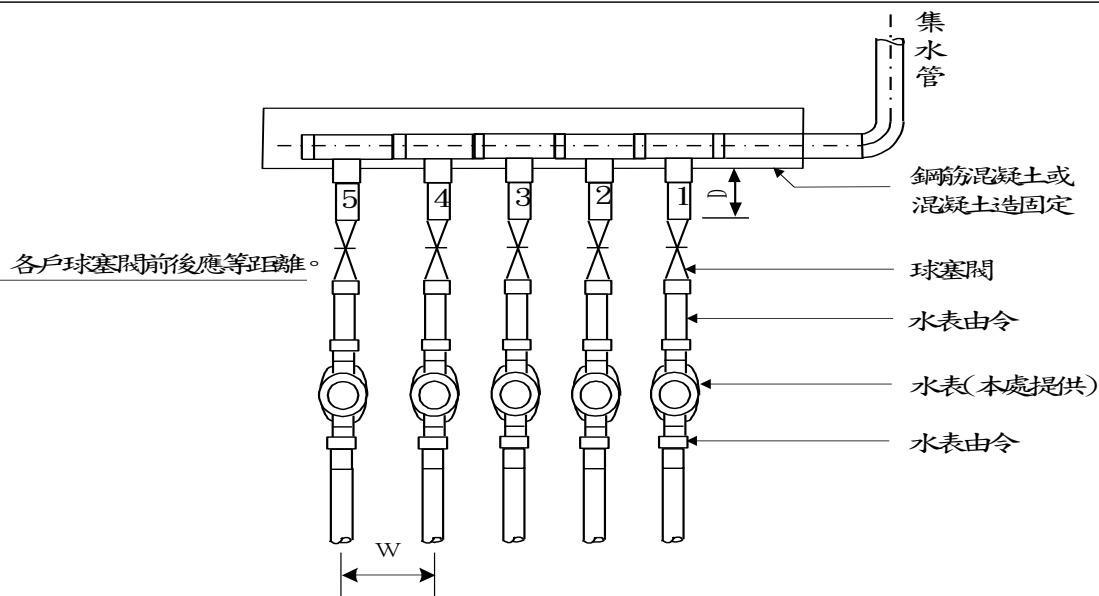 集
水
管
鋼筋混凝土或
混凝土造固定
D
5 4 3 2 1
各戶球塞閥前後應等距離。
球塞閥
水表由令
水表(本處提供)
水表由令
W